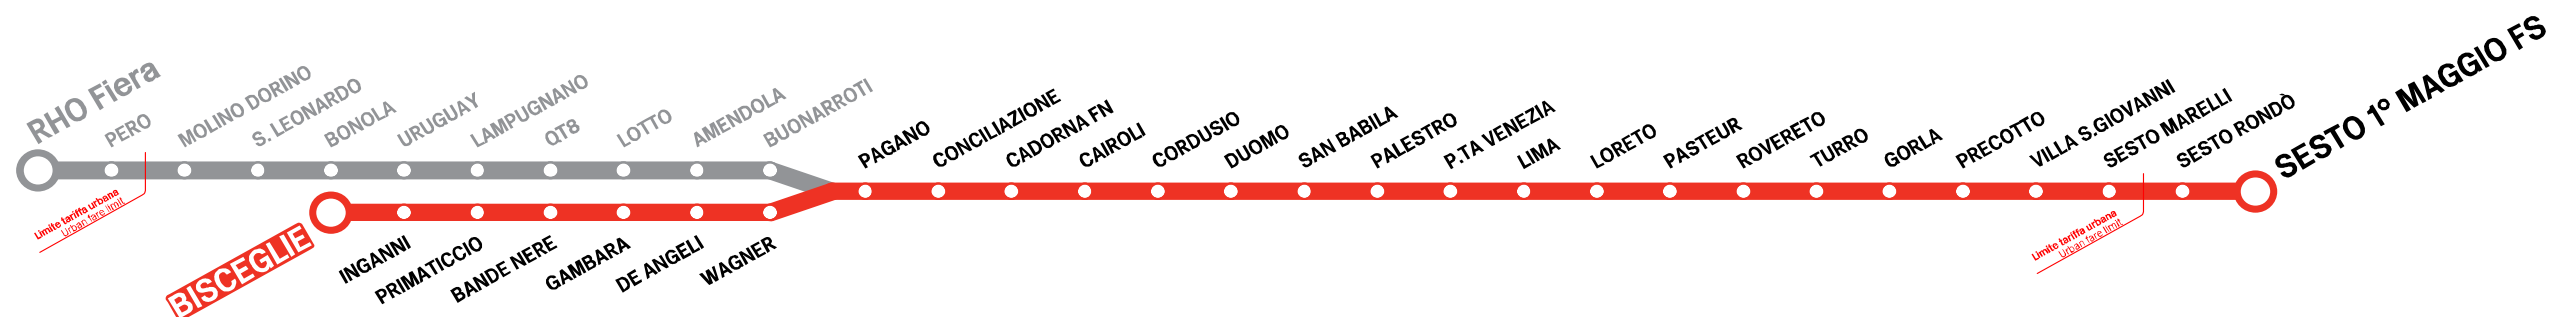 RHO Fiera
PERO
MOLINO DORINO
S. LEONARDO
BONOLA
URUGUAY
LAMPUGNANO
QT8
LOTTO
AMENDOLA
BUONARROTI
Limite tariffa urbana
Urban fare limit
BISCEGLIE
INGANNI
PRIMATICCIO
BANDE NERE
GAMBARA
DE ANGELI
WAGNER
PAGANO
CONCILIAZIONE
CADORNA FN
CAIROLI
CORDUSIO
DUOMO
SAN BABILA
PALESTRO
P.TA VENEZIA
LIMA
LORETO
PASTEUR
ROVERETO
TURRO
GORLA
PRECOTTO
VILLA S.GIOVANNI
SESTO MARELLI
SESTO RONDÒ
SESTO 1° MAGGIO FS
Limite tariffa urbana
Urban fare limit